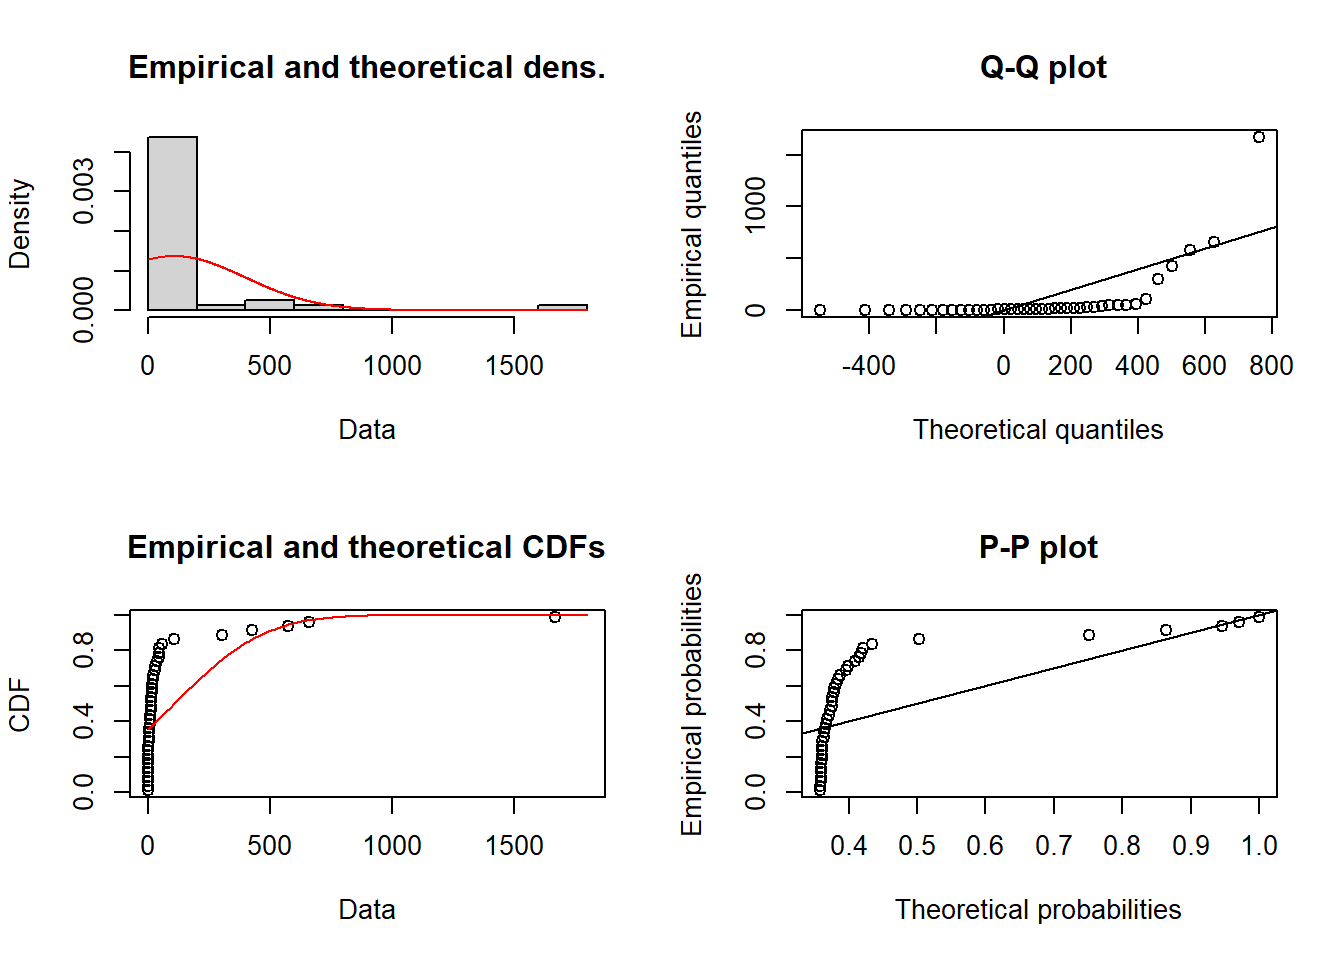 Empirical and theoretical dens.
Density
0.000 0.003
0 500 1000 1500
Data
Q-Q plot
Empirical quantiles
0 1000
-400 0 200 400 600 800
Theoretical quantiles
Empirical and theoretical CDFs
CDF
0.0 0.4 0.8
0 500 1000 1500
Data
P-P plot
Empirical probabilities
0.0 0.4 0.8
0.4 0.5 0.6 0.7 0.8 0.9 1.0
Theoretical probabilities